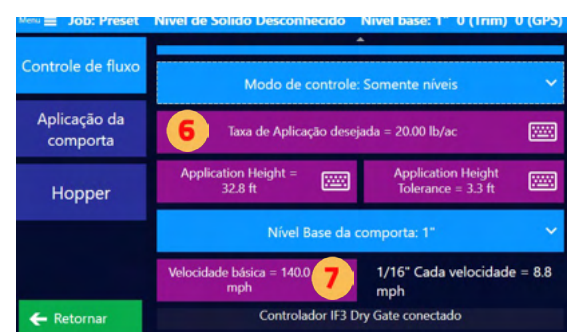 Menu Job: Preset Nivel de Solido Desconhecido Nivel base: 1" 0 (Trim) 0 (GPS)
Controle de fluxo
Modo de controle: Somente níveis
Aplicação da
comporta
6 Taxa de Aplicação desejada = 20.00 lb/ac
Hopper
Application Height =
32.8 ft
Application Height
Tolerance = 3.3 ft
Nível Base da comporta: 1"
Velocidade básica = 140.0
mph
7
1/16" Cada velocidade = 8.8
mph
Retornar
Controlador IF3 Dry Gate conectado